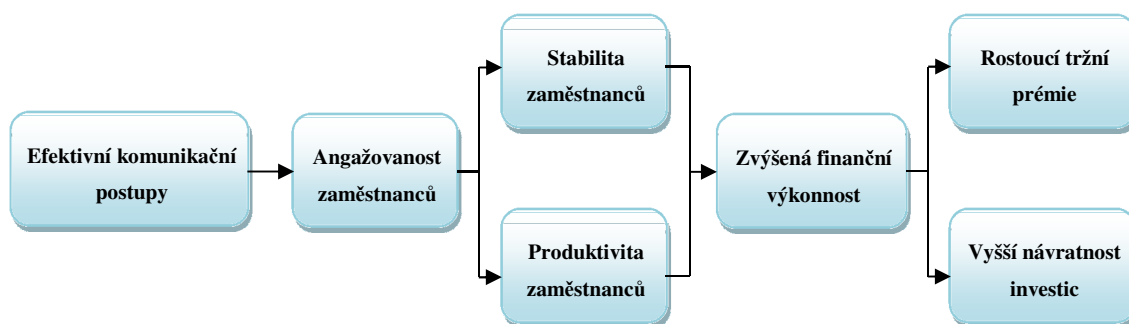 Efektivní komunikační
postupy
Angažovanost
zaměstnanců
Stabilita
zaměstnanců
Produktivita
zaměstnanců
Zvýšená finanční
výkonnost
Rostoucí tržní
prémie
Vyšší návratnost
investic